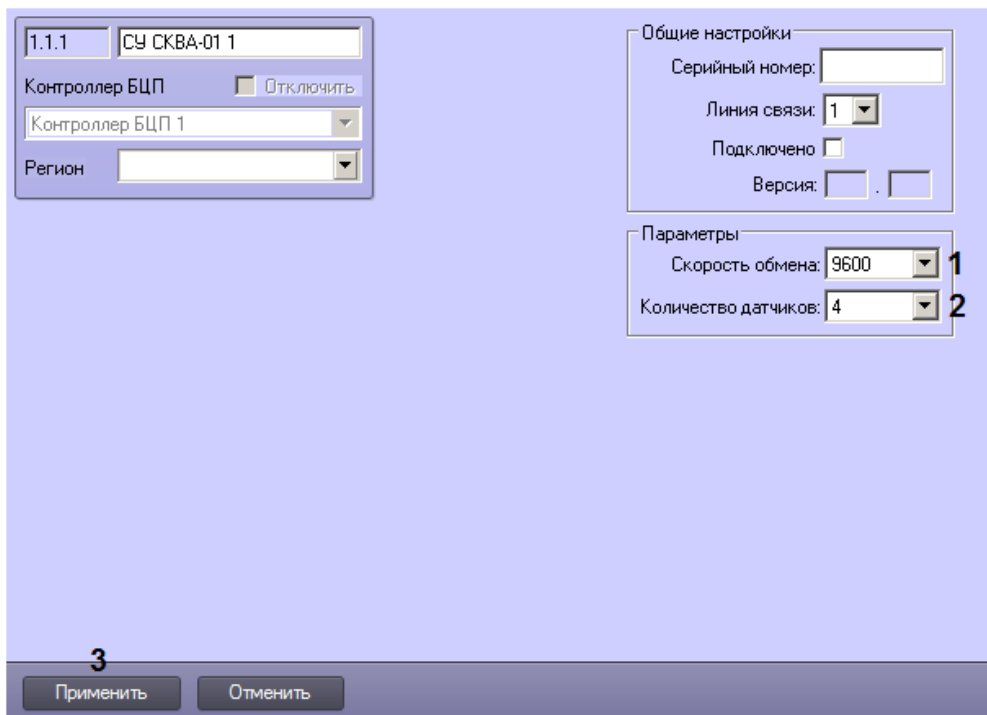 1.1.1 СУ СКВА-01 1
Контроллер БЦП Отключить
Контроллер БЦП 1
Регион
Общие настройки
Серийный номер:
Линия связи: 1
Подключено
Версия: .
Параметры
Скорость обмена: 9600 1
Количество датчиков: 4 2
3
Применить Отменить